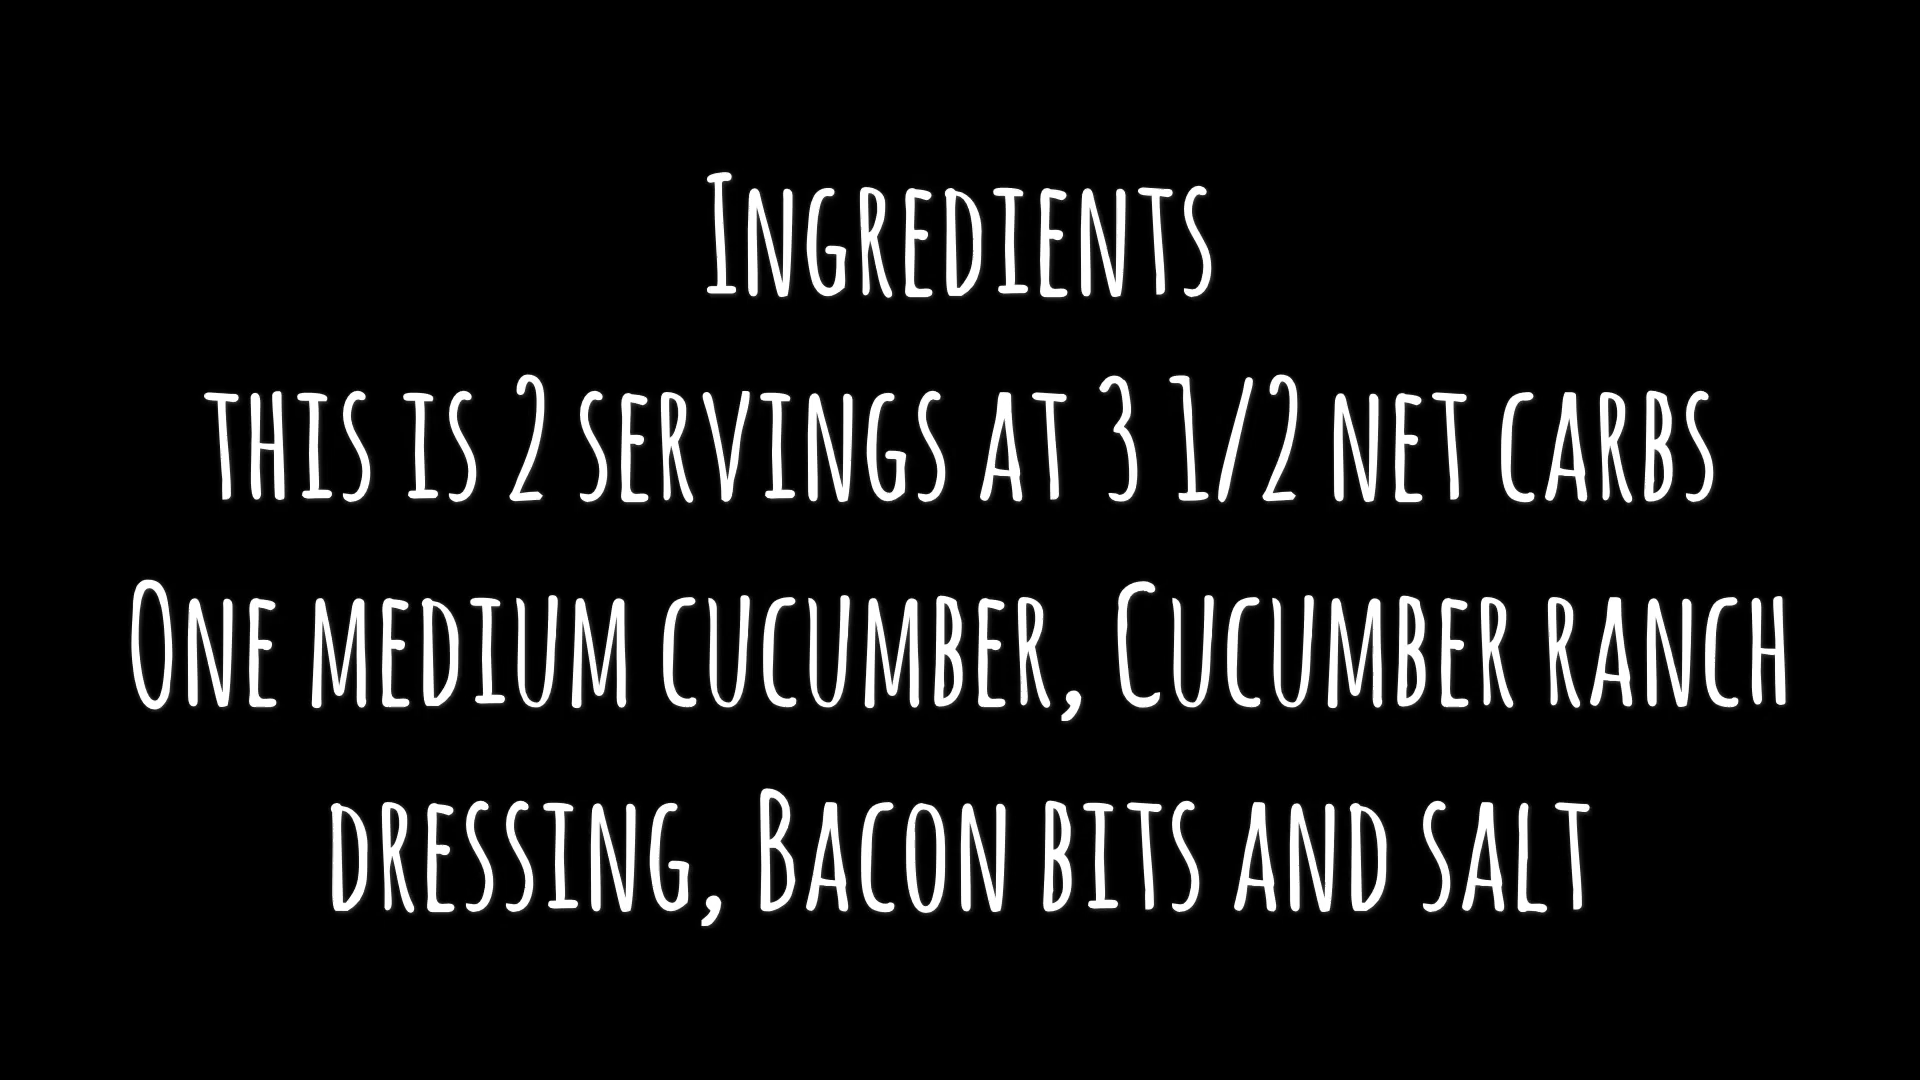 Ingredients
this is 2 servings at 3 1/2 net carbs
One medium cucumber, Cucumber ranch
dressing, Bacon bits and salt